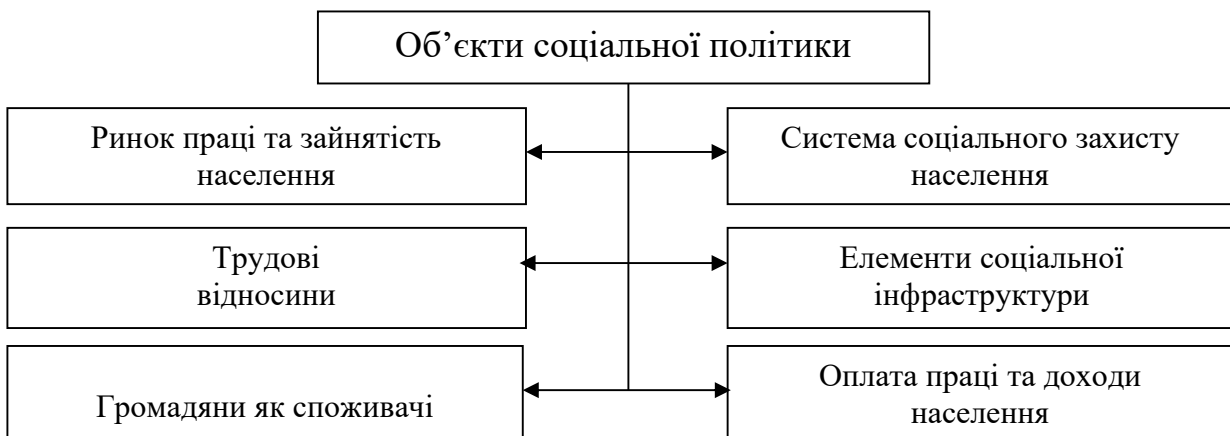 Об’єкти соціальної політики
Ринок праці та зайнятість
населення
Система соціального захисту
населення
Трудові
відносини
Елементи соціальної
інфраструктури
Громадяни як споживачі
Оплата праці та доходи
населення